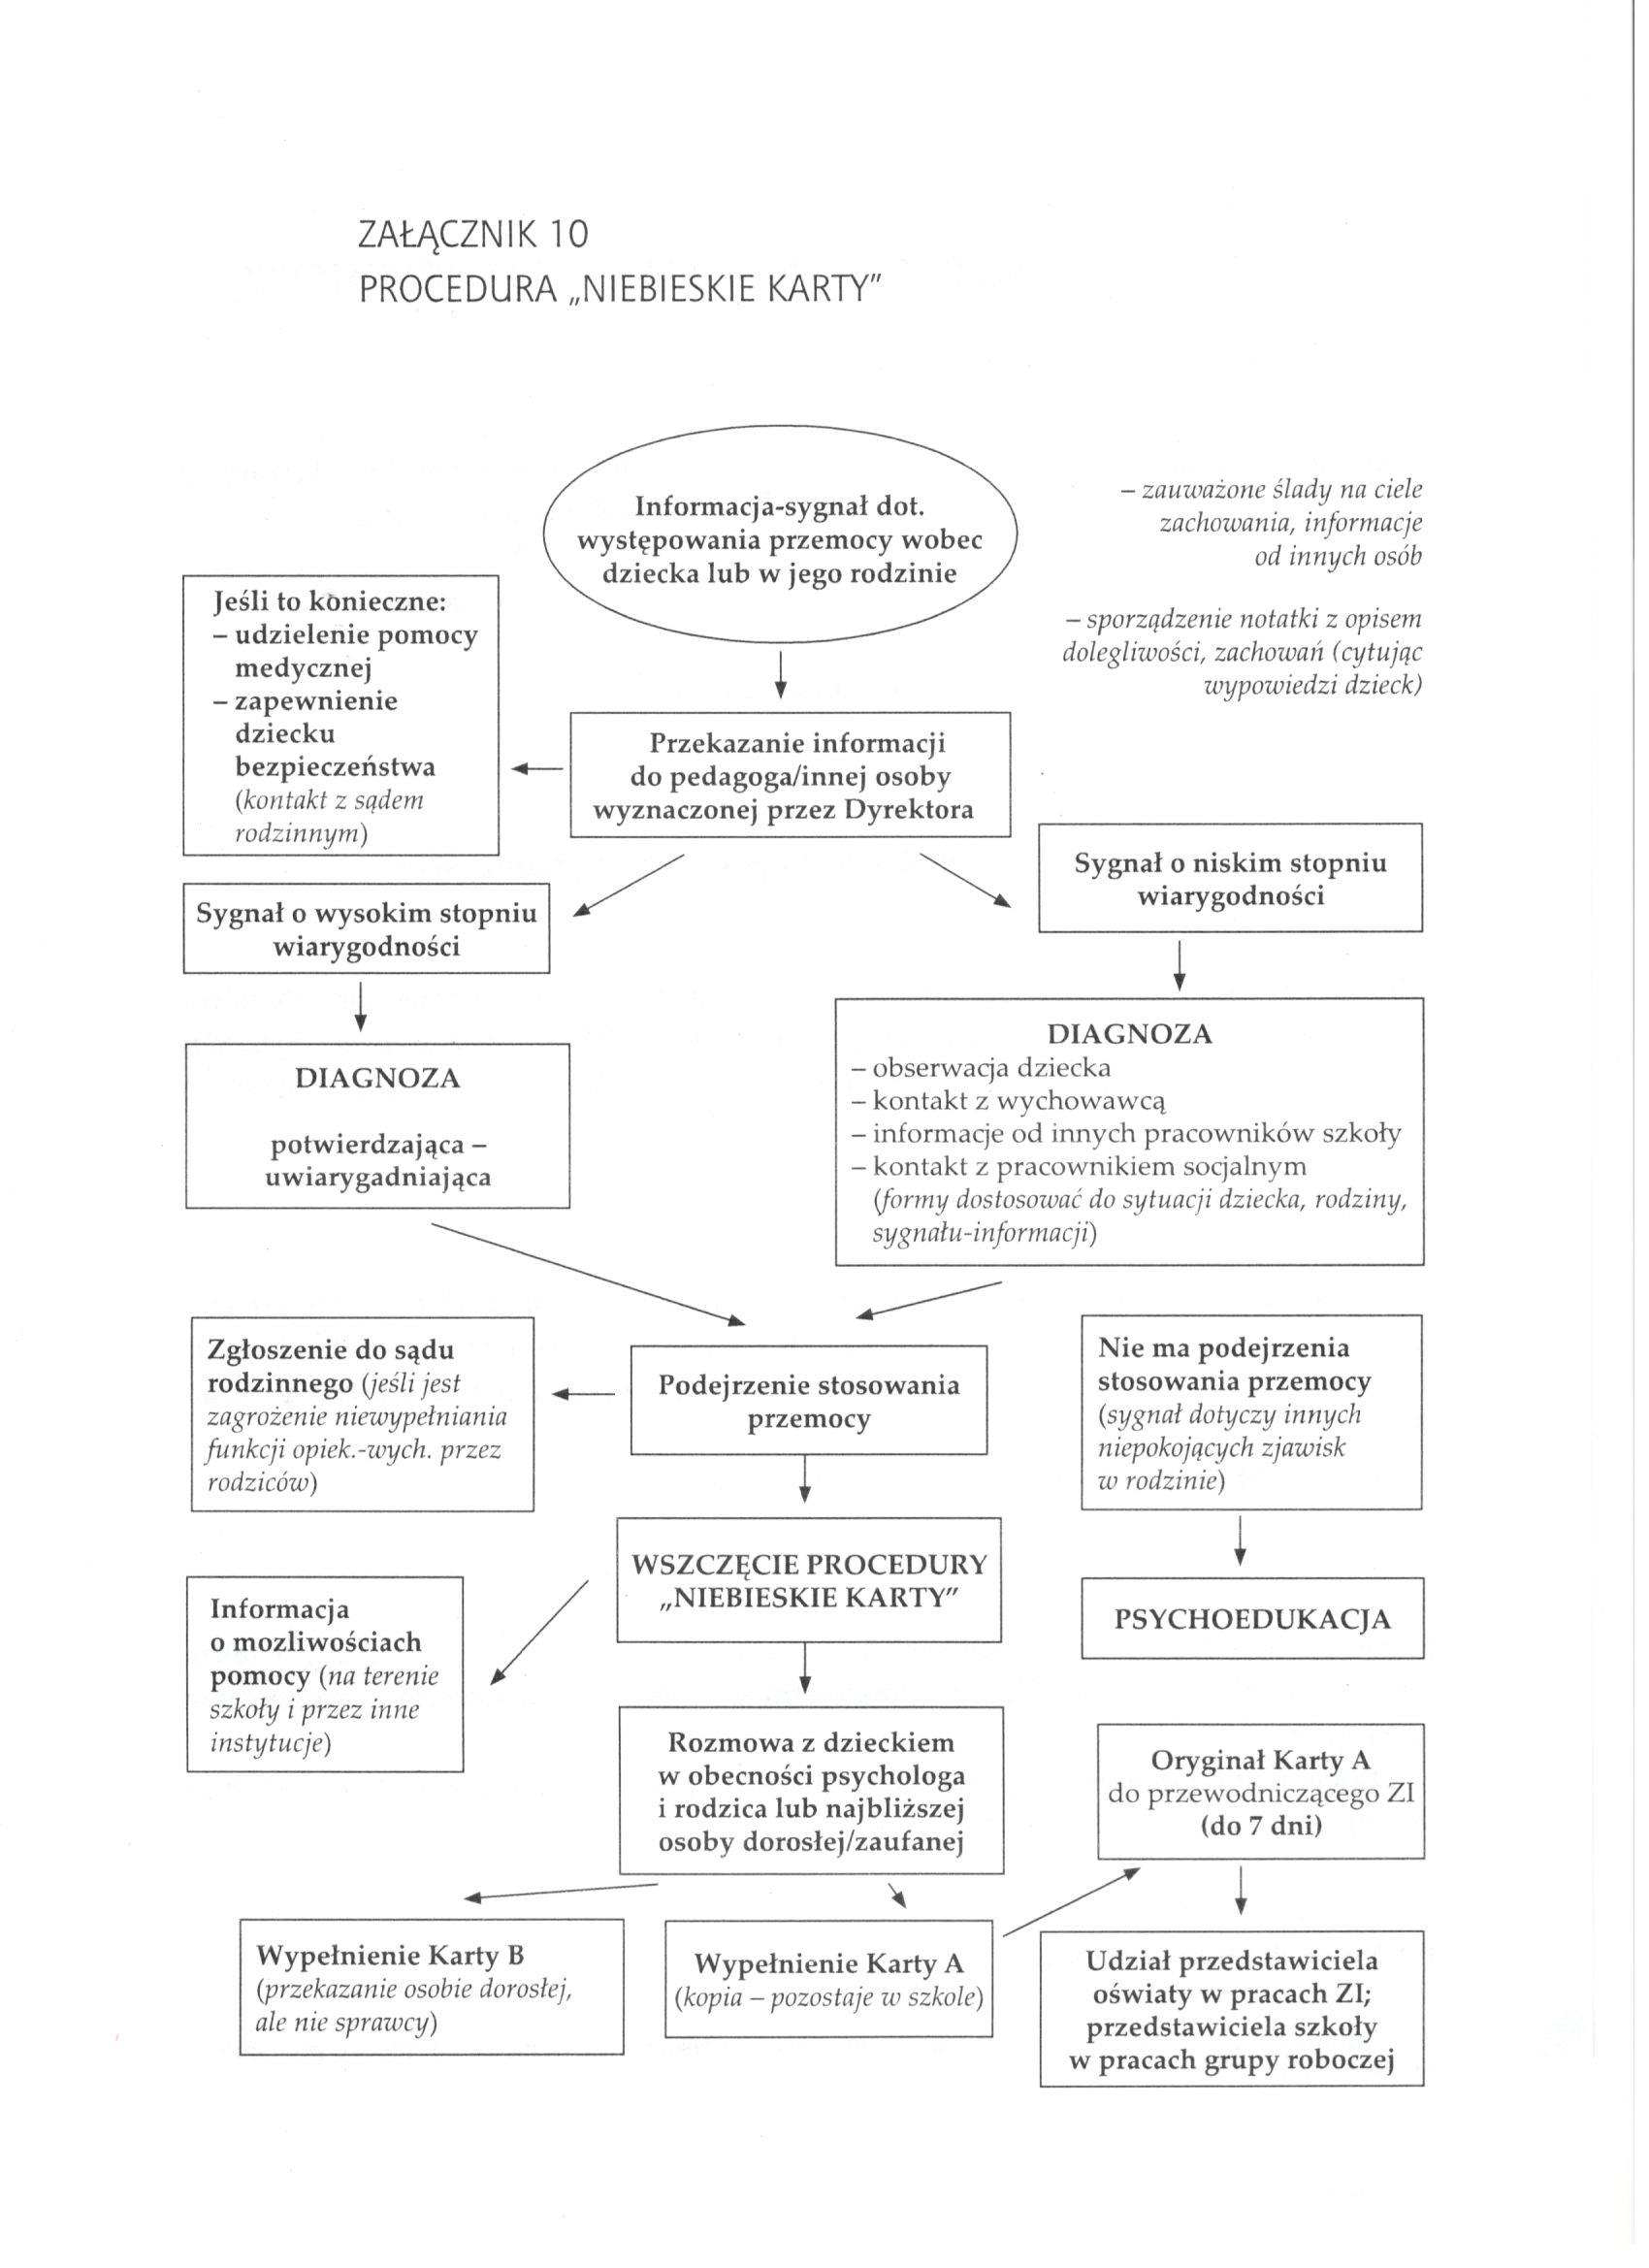 ZAŁĄCZNIK 10
PROCEDURA „NIEBIESKIE KARTY”
Informacja-sygnał dot.
występowania przemocy wobec
dziecka lub w jego rodzinie
– zauważone ślady na ciele
zachowania, informacje
od innych osób
– sporządzenie notatki z opisem
dolegliwości, zachowań (cytując
wypowiedzi dzieck)
Jeśli to konieczne:
– udzielenie pomocy
medycznej
– zapewnienie
dziecku
bezpieczeństwa
(kontakt z sądem
rodzinnym)
Przekazanie informacji
do pedagoga/innej osoby
wyznaczonej przez Dyrektora
Sygnał o niskim stopniu
wiarygodności
Sygnał o wysokim stopniu
wiarygodności
DIAGNOZA
potwierdzająca –
uwiarygadniająca
DIAGNOZA
– obserwacja dziecka
– kontakt z wychowawcą
– informacje od innych pracowników szkoły
– kontakt z pracownikiem socjalnym
(formy dostosować do sytuacji dziecka, rodziny,
sygnału-informacji)
Zgłoszenie do sądu
rodzinnego (jeśli jest
zagrożenie niewypełniania
funkcji opiek.-wych. przez
rodziców)
Podejrzenie stosowania
przemocy
Nie ma podejrzenia
stosowania przemocy
(sygnał dotyczy innych
niepokojących zjawisk
w rodzinie)
WSZCZĘCIE PROCEDURY
„NIEBIESKIE KARTY”
Informacja
o mozliwościach
pomocy (na terenie
szkoły i przez inne
instytucje)
PSYCHOEDUKACJA
Rozmowa z dzieckiem
w obecności psychologa
i rodzica lub najbliższej
osoby dorosłej/zaufanej
Oryginał Karty A
do przewodniczącego ZI
(do 7 dni)
Wypełnienie Karty B
(przekazanie osobie dorosłej,
ale nie sprawcy)
Wypełnienie Karty A
(kopia – pozostaje w szkole)
Udział przedstawiciela
oświaty w pracach ZI;
przedstawiciela szkoły
w pracach grupy roboczej